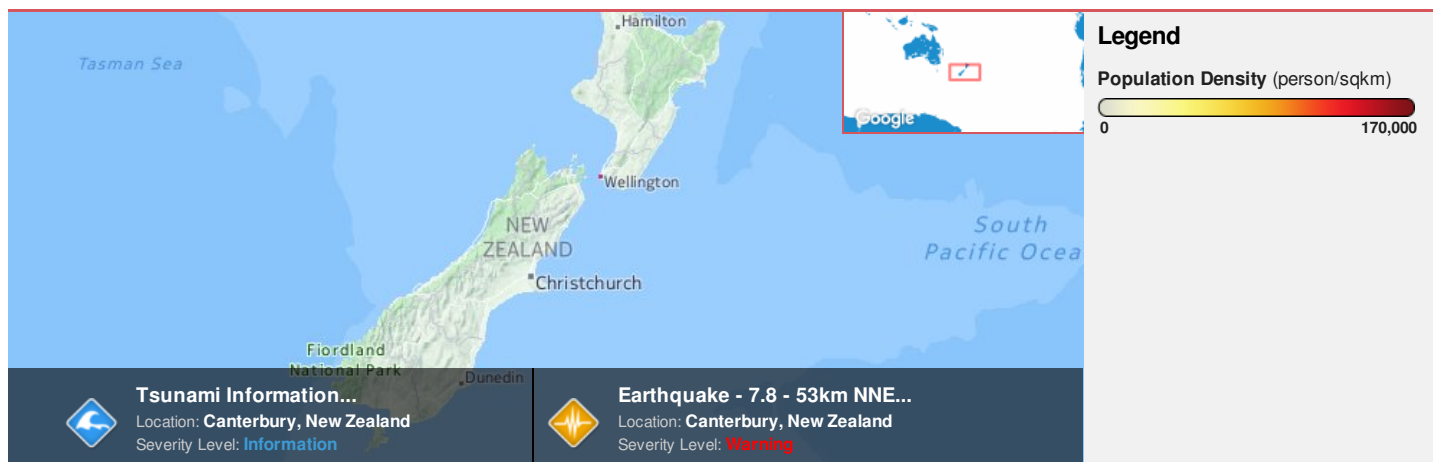 Hamilton
Tasman Sea
Google
Wellington
NEW
ZEALAND
South
Pacific Ocea
Christchurch
Fiordland
National Park
Dunedin
Tsunami Information...
Location: Canterbury, New Zealand
Severity Level: Information
Earthquake - 7.8 - 53km NNE...
Location: Canterbury, New Zealand
Severity Level: Warning
Legend
Population Density (person/sqkm)
0 170,000